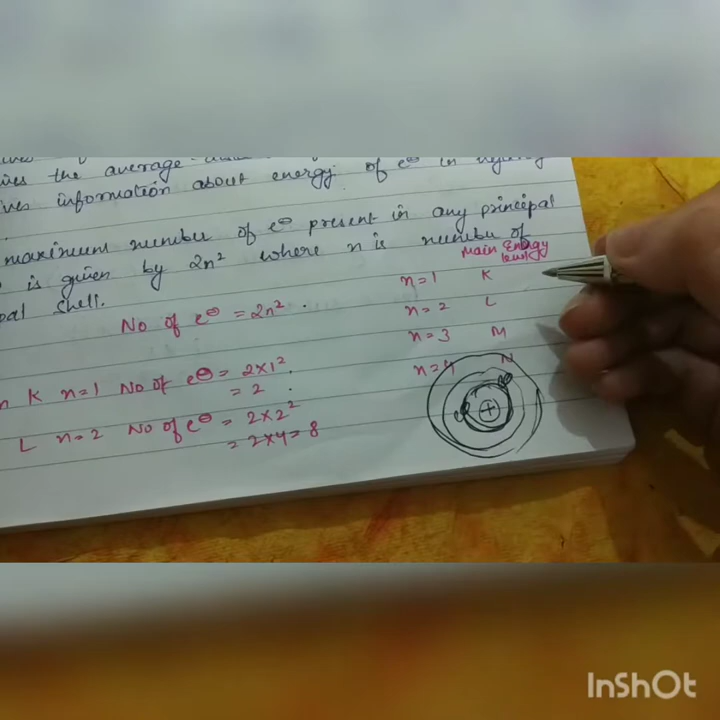 the average
information about energy of e⊖ in
maximum number of e⊖ present in any principal
is given by 2n² where n is number of
shell.
No of e⊖ = 2n².
Main Energy
level
n=1 K
n=2 L
n=3 M
n=4 N
K n=1 No of e⊖ = 2×1²
= 2.
L n=2 No of e⊖ = 2×2²
= 2×4=8
+
InShOt